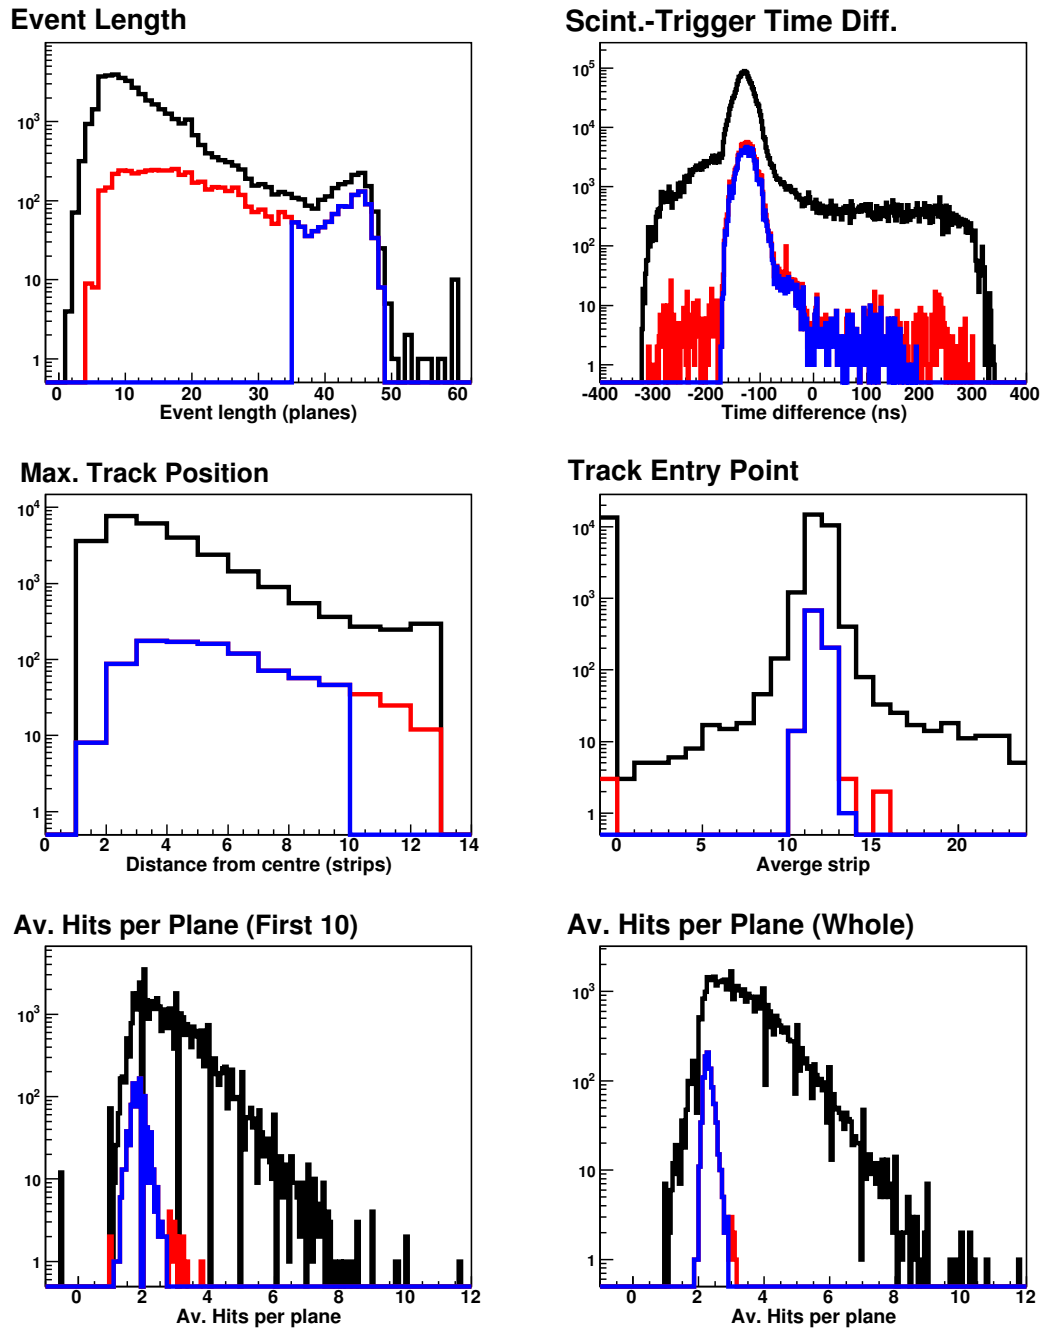 Event Length
10^3
10^2
10
1
0 10 20 30 40 50 60
Event length (planes)
Scint.-Trigger Time Diff.
10^5
10^4
10^3
10^2
10
1
-400 -300 -200 -100 0 100 200 300 400
Time difference (ns)
Max. Track Position
10^4
10^3
10^2
10
1
0 2 4 6 8 10 12 14
Distance from centre (strips)
Track Entry Point
10^4
10^3
10^2
10
1
0 5 10 15 20
Averge strip
Av. Hits per Plane (First 10)
10^3
10^2
10
1
0 2 4 6 8 10 12
Av. Hits per plane
Av. Hits per Plane (Whole)
10^3
10^2
10
1
0 2 4 6 8 10 12
Av. Hits per plane